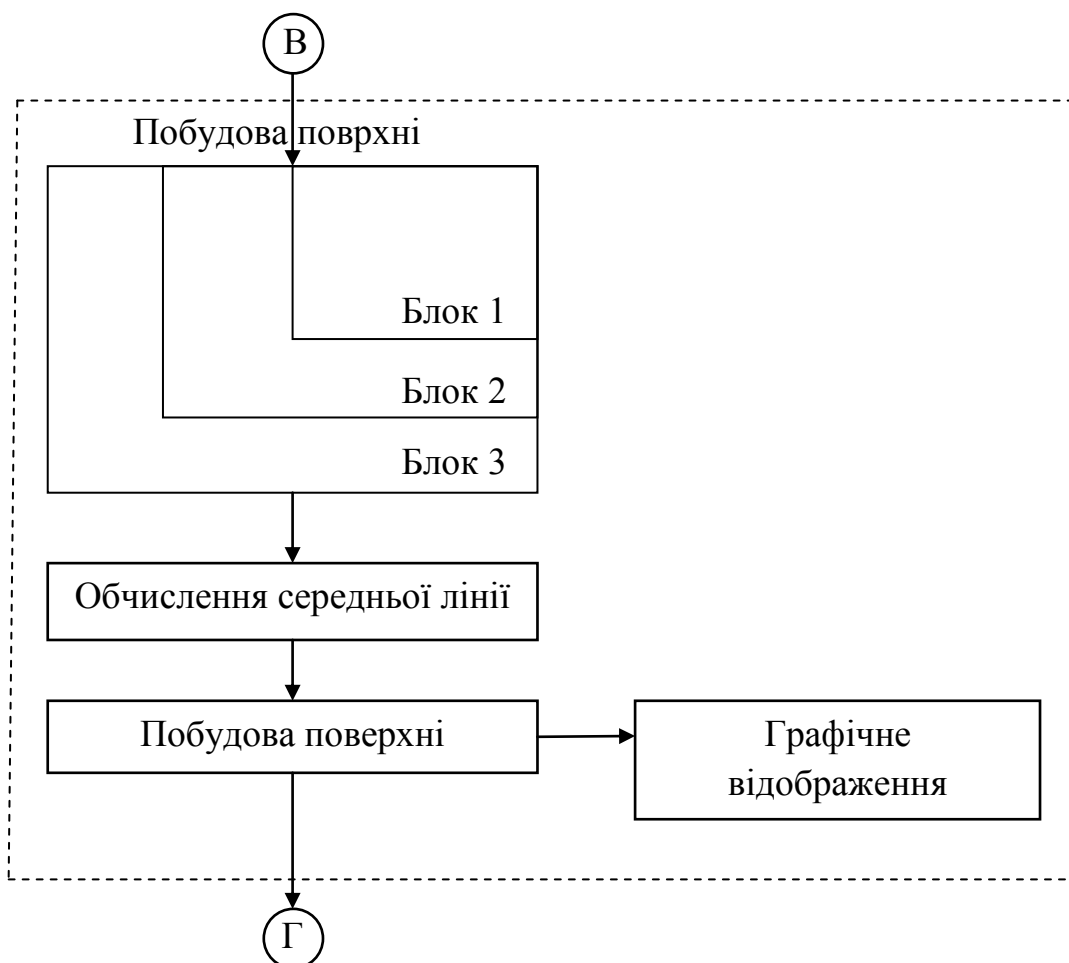 В
Побудова поврхні
Блок 1
Блок 2
Блок 3
Обчислення середньої лінії
Побудова поверхні
Графічне
відображення
Г